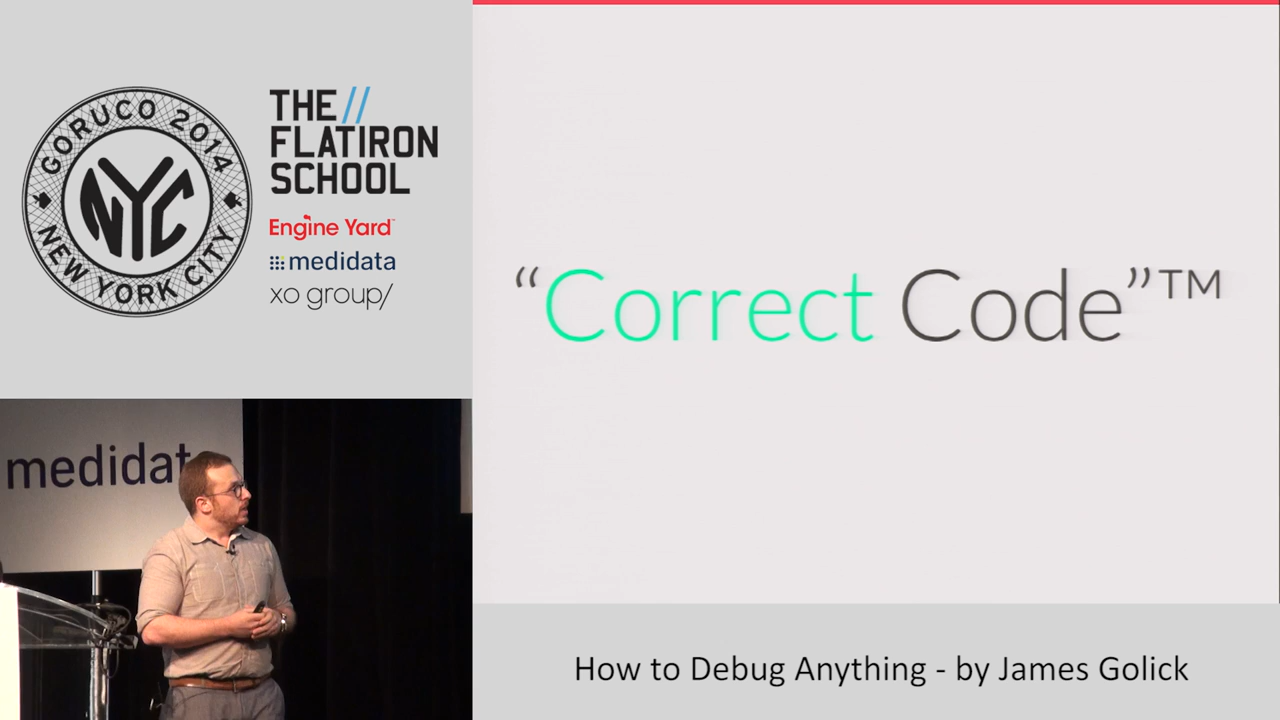 GORUCO 2014
NYC
NEW YORK CITY
THE //
FLATIRON
SCHOOL
Engine Yard™
medidata
xo group/
“Correct Code”™
medidat
How to Debug Anything - by James Golick